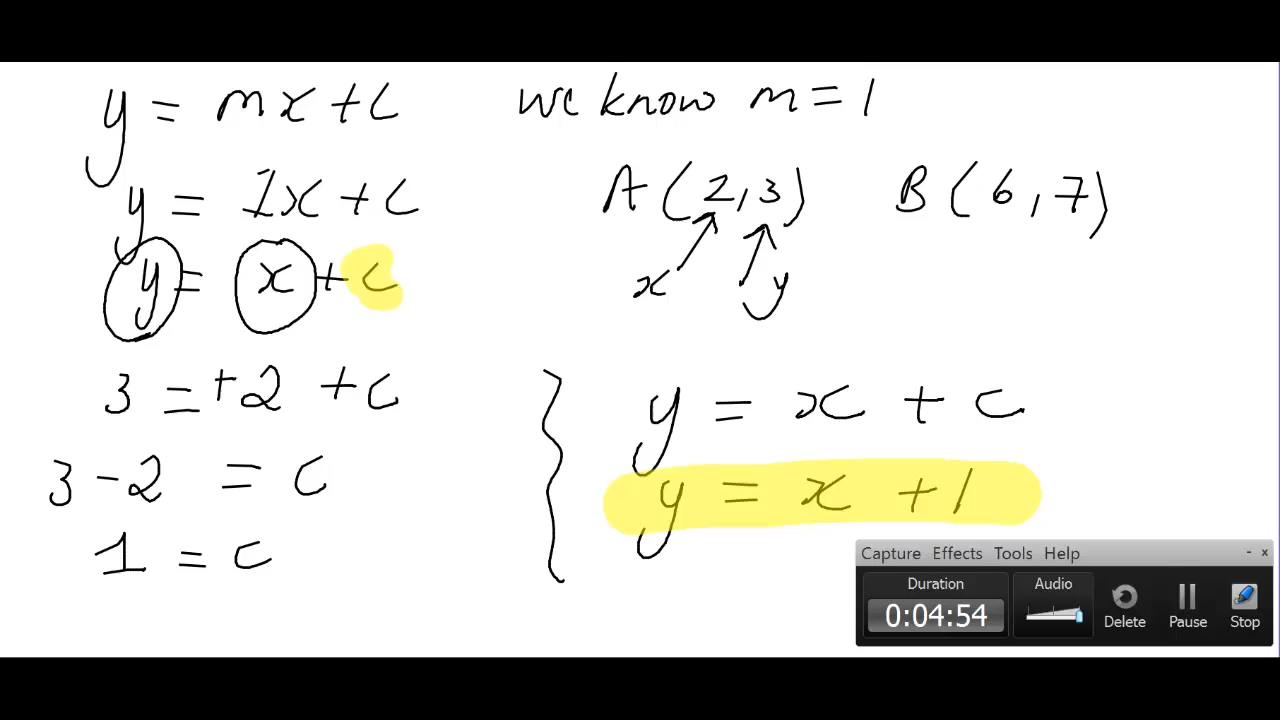 y = mx + c
we know m = 1
y = 1x + c
A (2, 3) B (6, 7)
y = x + c
x y
3 = +2 + c
y = x + c
3 - 2 = c
y = x + 1
1 = c
Capture Effects Tools Help - x
Duration Audio
0:04:54
Delete Pause Stop